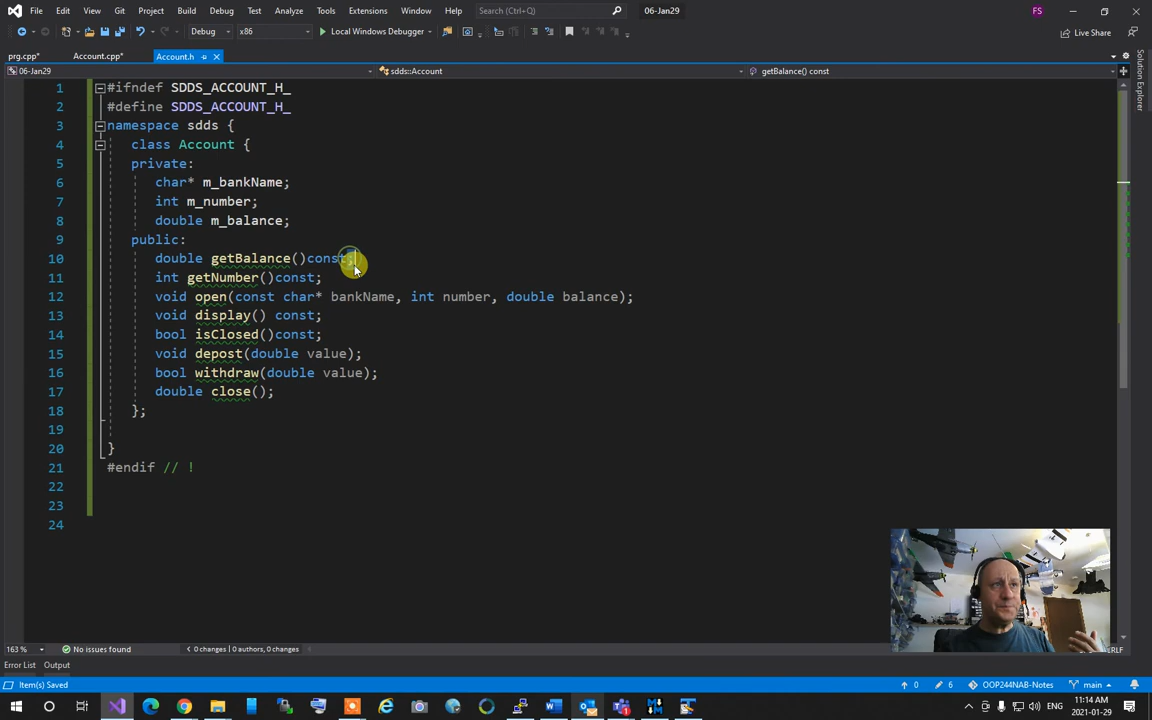 File Edit View Project Build Debug Test Analyze Tools Extensions Window Help Search (Ctrl+Q) 06-Jan29 FS
Debug x86 Local Windows Debugger Live Share
prg.cpp* Account.cpp* Account.h
06-Jan29 sdds::Account getBalance() const
1 #ifndef SDDS_ACCOUNT_H_
2 #define SDDS_ACCOUNT_H_
3 namespace sdds {
4 class Account {
5 private:
6 char* m_bankName;
7 int m_number;
8 double m_balance;
9 public:
10 double getBalance()const;
11 int getNumber()const;
12 void open(const char* bankName, int number, double balance);
13 void display() const;
14 bool isClosed()const;
15 void depost(double value);
16 bool withdraw(double value);
17 double close();
18 };
19
20 }
21 #endif // !
22
23
24
Solution Explorer
163 % No issues found 0 changes | 0 authors, 0 changes
Error List Output
Item(s) Saved 0 6 OOP244NAB-Notes main
ENG 11:14 AM
2021-01-29